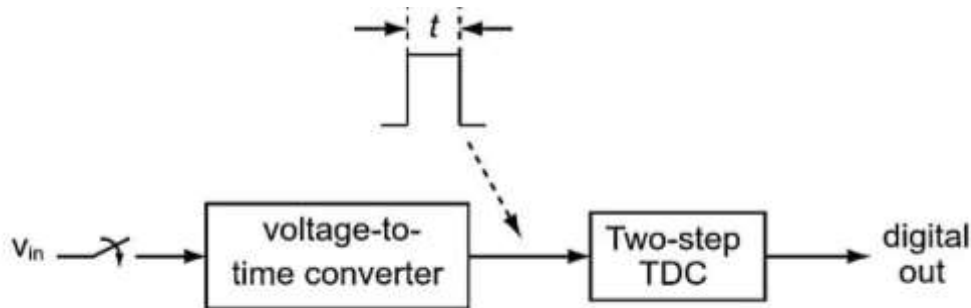 t
Vin
voltage-to-
time converter
Two-step
TDC
digital
out